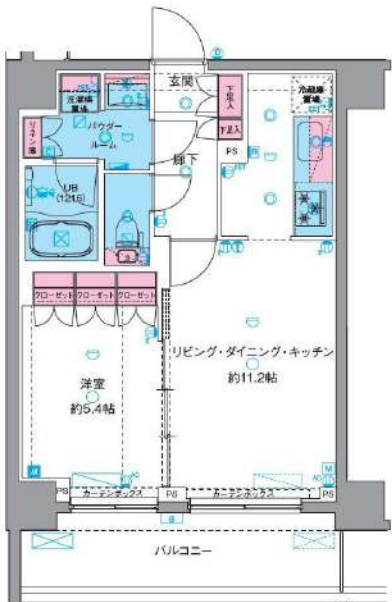 玄関
下足入
冷蔵庫
置場
洗濯機
置場
リネン庫
パウダー
ルーム
下足入
廊下
PS
UB
(1216)
クローゼット
クローゼット
クローゼット
リビング・ダイニング・キッチン
約11.2帖
洋室
約5.4帖
M
M
AC
AC
PS
カーテンボックス
PS
カーテンボックス
PS
バルコニー